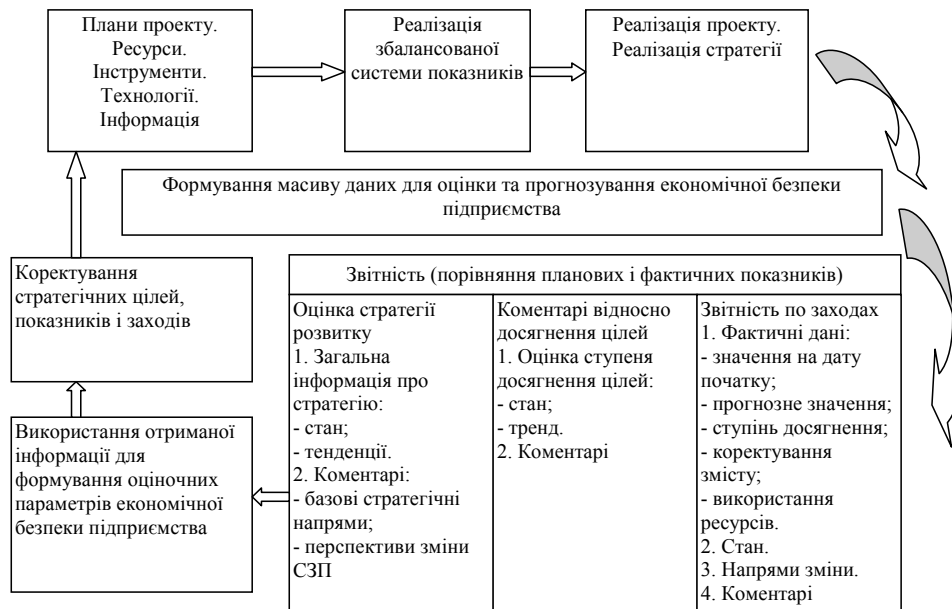 Плани проекту.
Ресурси.
Інструменти.
Технології.
Інформація
Реалізація
збалансованої
системи показників
Реалізація проекту.
Реалізація стратегії
Формування масиву даних для оцінки та прогнозування економічної безпеки
підприємства
Коректування
стратегічних цілей,
показників і заходів
Використання отриманої
інформації для
формування оціночних
параметрів економічної
безпеки підприємства
Звітність (порівняння планових і фактичних показників)
Оцінка стратегії
розвитку
1. Загальна
інформація про
стратегію:
- стан;
- тенденції.
2. Коментарі:
- базові стратегічні
напрями;
- перспективи зміни
СЗП
Коментарі відносно
досягнення цілей
1. Оцінка ступеня
досягнення цілей:
- стан;
- тренд.
2. Коментарі
Звітність по заходах
1. Фактичні дані:
- значення на дату
початку;
- прогнозне значення;
- ступінь досягнення;
- коректування
змісту;
- використання
ресурсів.
2. Стан.
3. Напрями зміни.
4. Коментарі